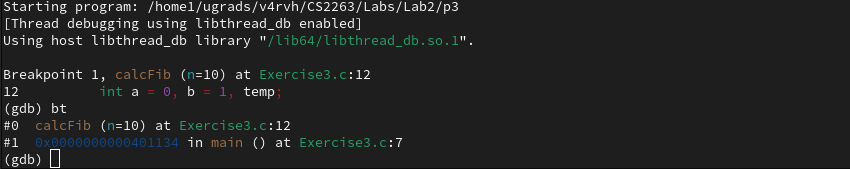 Starting program: /home1/ugrads/v4rvh/CS2263/Labs/Lab2/p3
[Thread debugging using libthread_db enabled]
Using host libthread_db library "/lib64/libthread_db.so.1".

Breakpoint 1, calcFib (n=10) at Exercise3.c:12
12          int a = 0, b = 1, temp;
(gdb) bt
#0  calcFib (n=10) at Exercise3.c:12
#1  0x0000000000401134 in main () at Exercise3.c:7
(gdb)